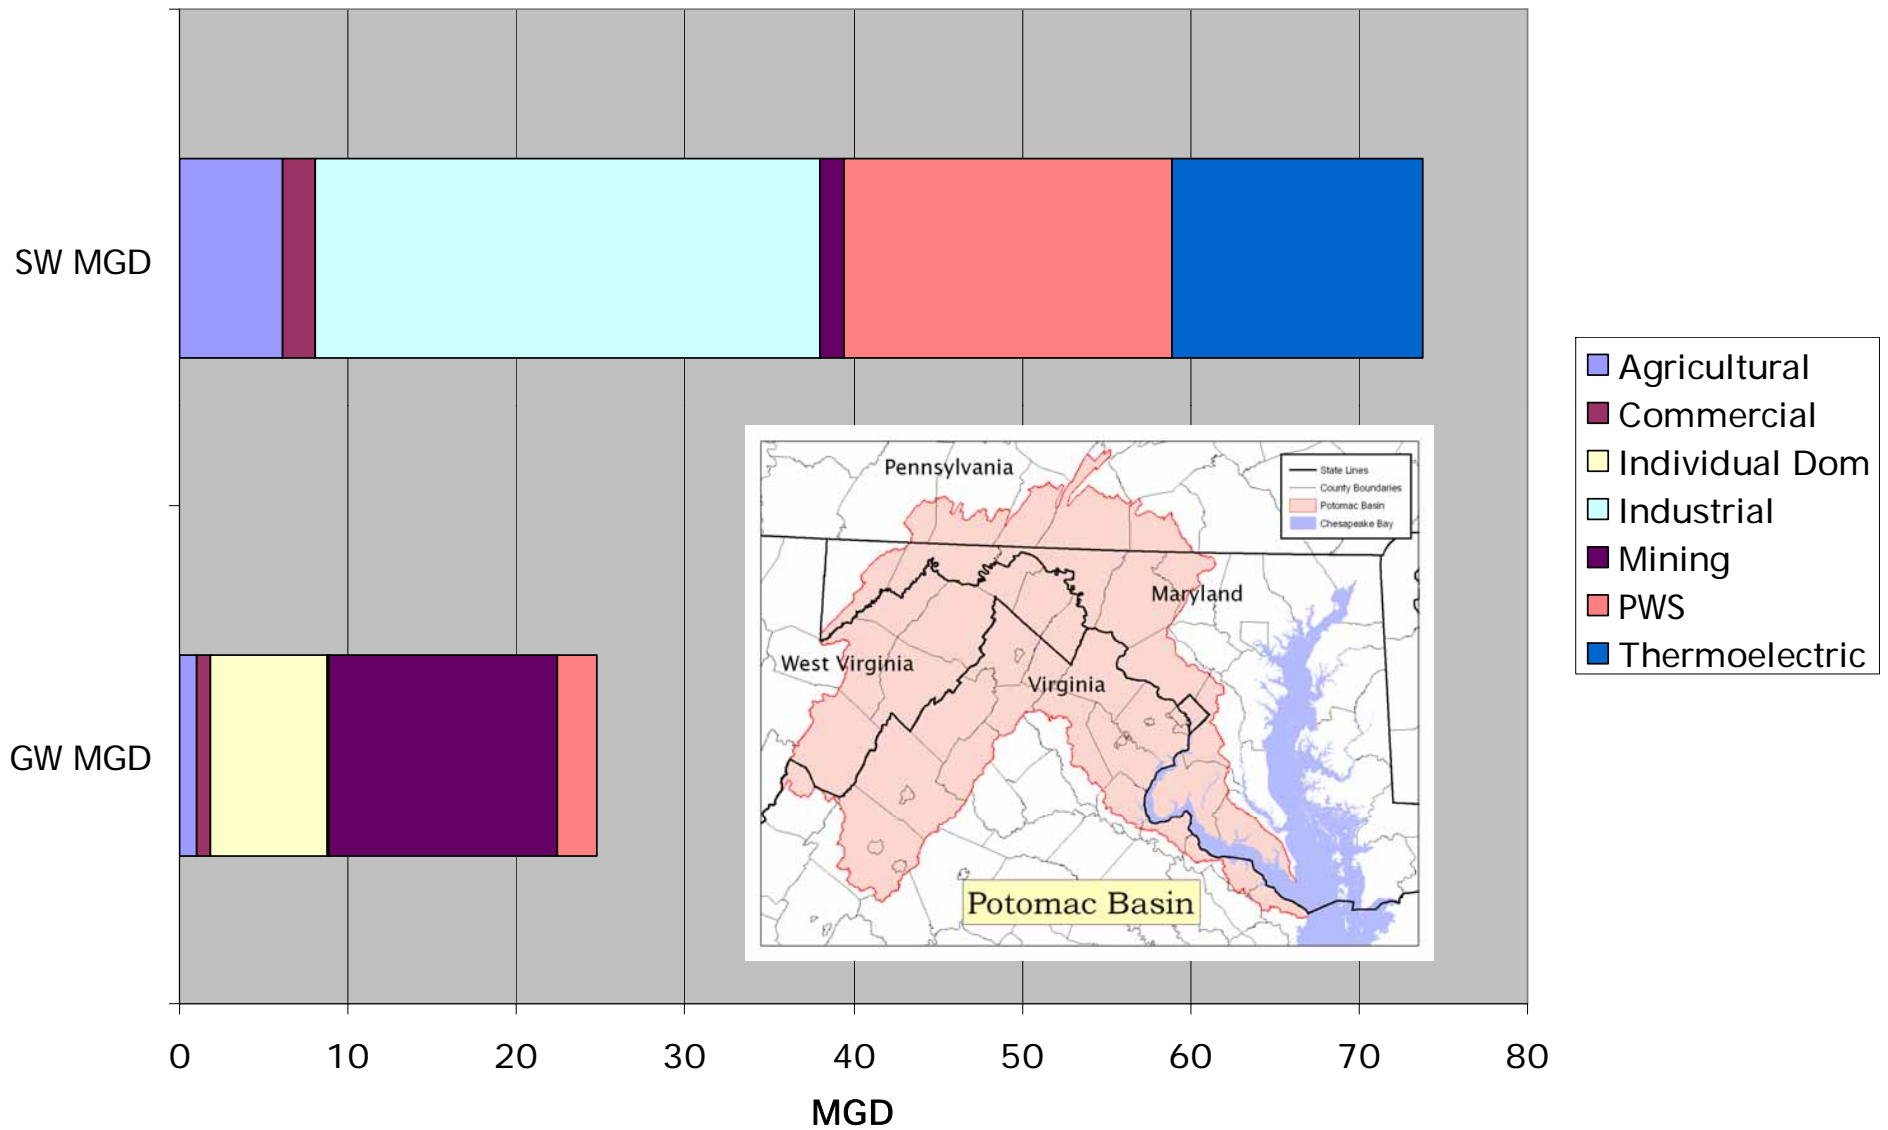 SW MGD
GW MGD
0 10 20 30 40 50 60 70 80
MGD
Agricultural
Commercial
Individual Dom
Industrial
Mining
PWS
Thermoelectric
Pennsylvania
Maryland
West Virginia
Virginia
State Lines
County Boundaries
Potomac Basin
Chesapeake Bay
Potomac Basin